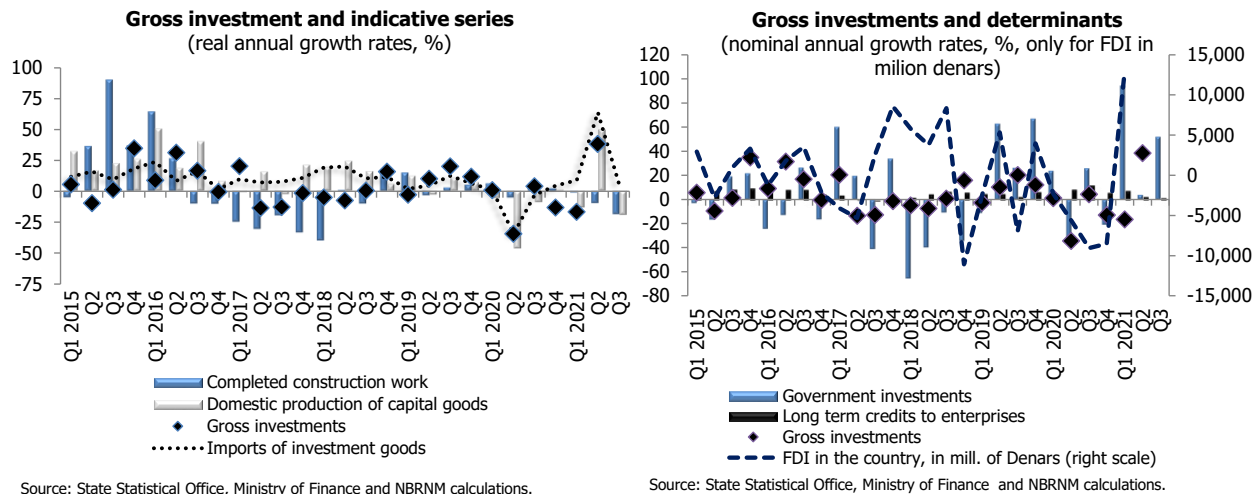 Gross investment and indicative series
(real annual growth rates, %)
100
75
50
25
0
-25
-50
-75
Q1 2015
Q2
Q3
Q4
Q1 2016
Q2
Q3
Q4
Q1 2017
Q2
Q3
Q4
Q1 2018
Q2
Q3
Q4
Q1 2019
Q2
Q3
Q4
Q1 2020
Q2
Q3
Q4
Q1 2021
Q2
Q3
Completed construction work
Domestic production of capital goods
Gross investments
Imports of investment goods
Source: State Statistical Office, Ministry of Finance and NBRNM calculations.
Gross investments and determinants
(nominal annual growth rates, %, only for FDI in
milion denars)
120
100
80
60
40
20
0
-20
-40
-60
-80
15,000
10,000
5,000
0
-5,000
-10,000
-15,000
Q1 2015
Q2
Q3
Q4
Q1 2016
Q2
Q3
Q4
Q1 2017
Q2
Q3
Q4
Q1 2018
Q2
Q3
Q4
Q1 2019
Q2
Q3
Q4
Q1 2020
Q2
Q3
Q4
Q1 2021
Q2
Q3
Government investments
Long term credits to enterprises
Gross investments
FDI in the country, in mill. of Denars (right scale)
Source: State Statistical Office, Ministry of Finance and NBRNM calculations.